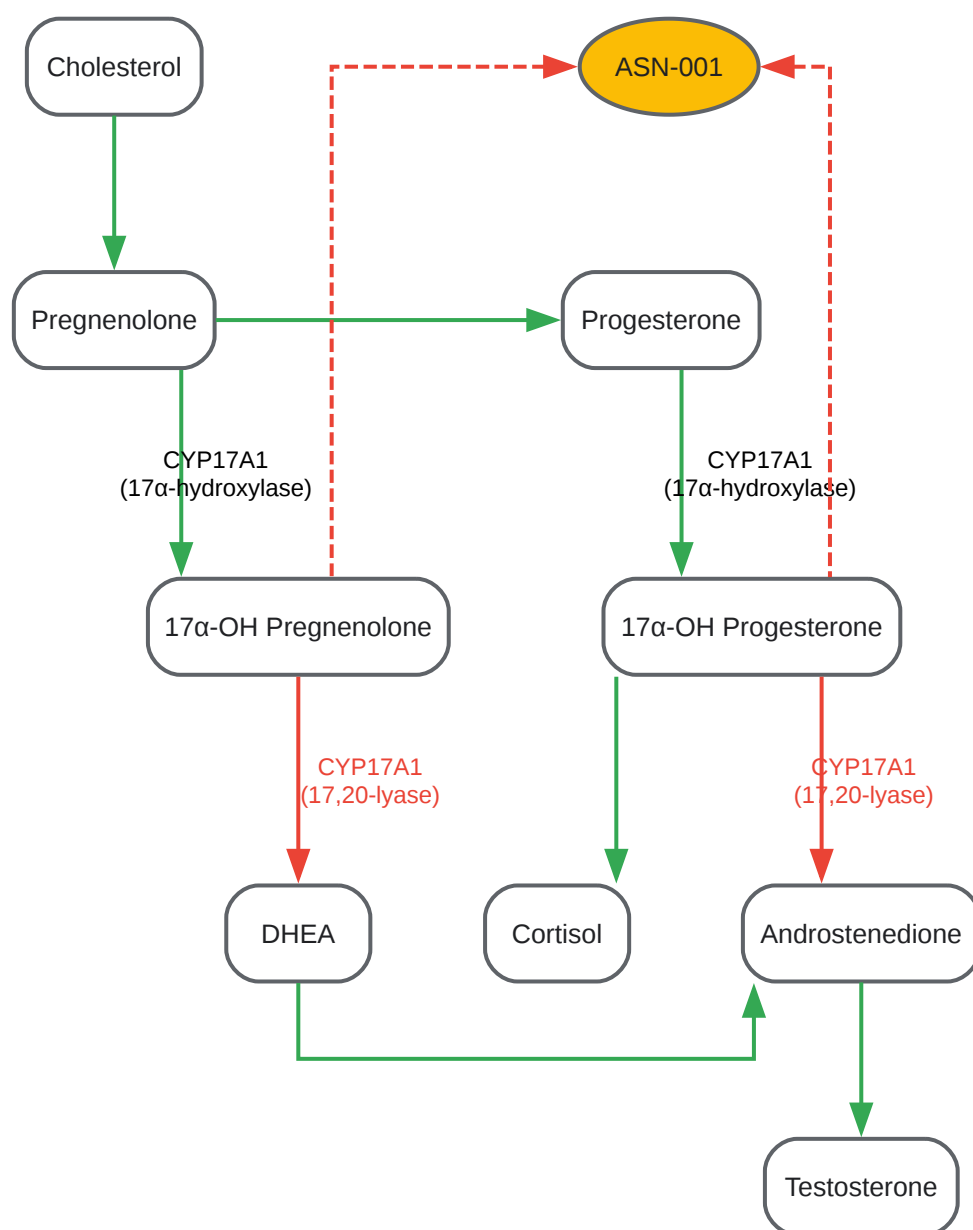 Cholesterol
ASN-001
Pregnenolone
Progesterone
CYP17A1
(17α-hydroxylase)
CYP17A1
(17α-hydroxylase)
17α-OH Pregnenolone
17α-OH Progesterone
CYP17A1
(17,20-lyase)
CYP17A1
(17,20-lyase)
DHEA
Cortisol
Androstenedione
Testosterone